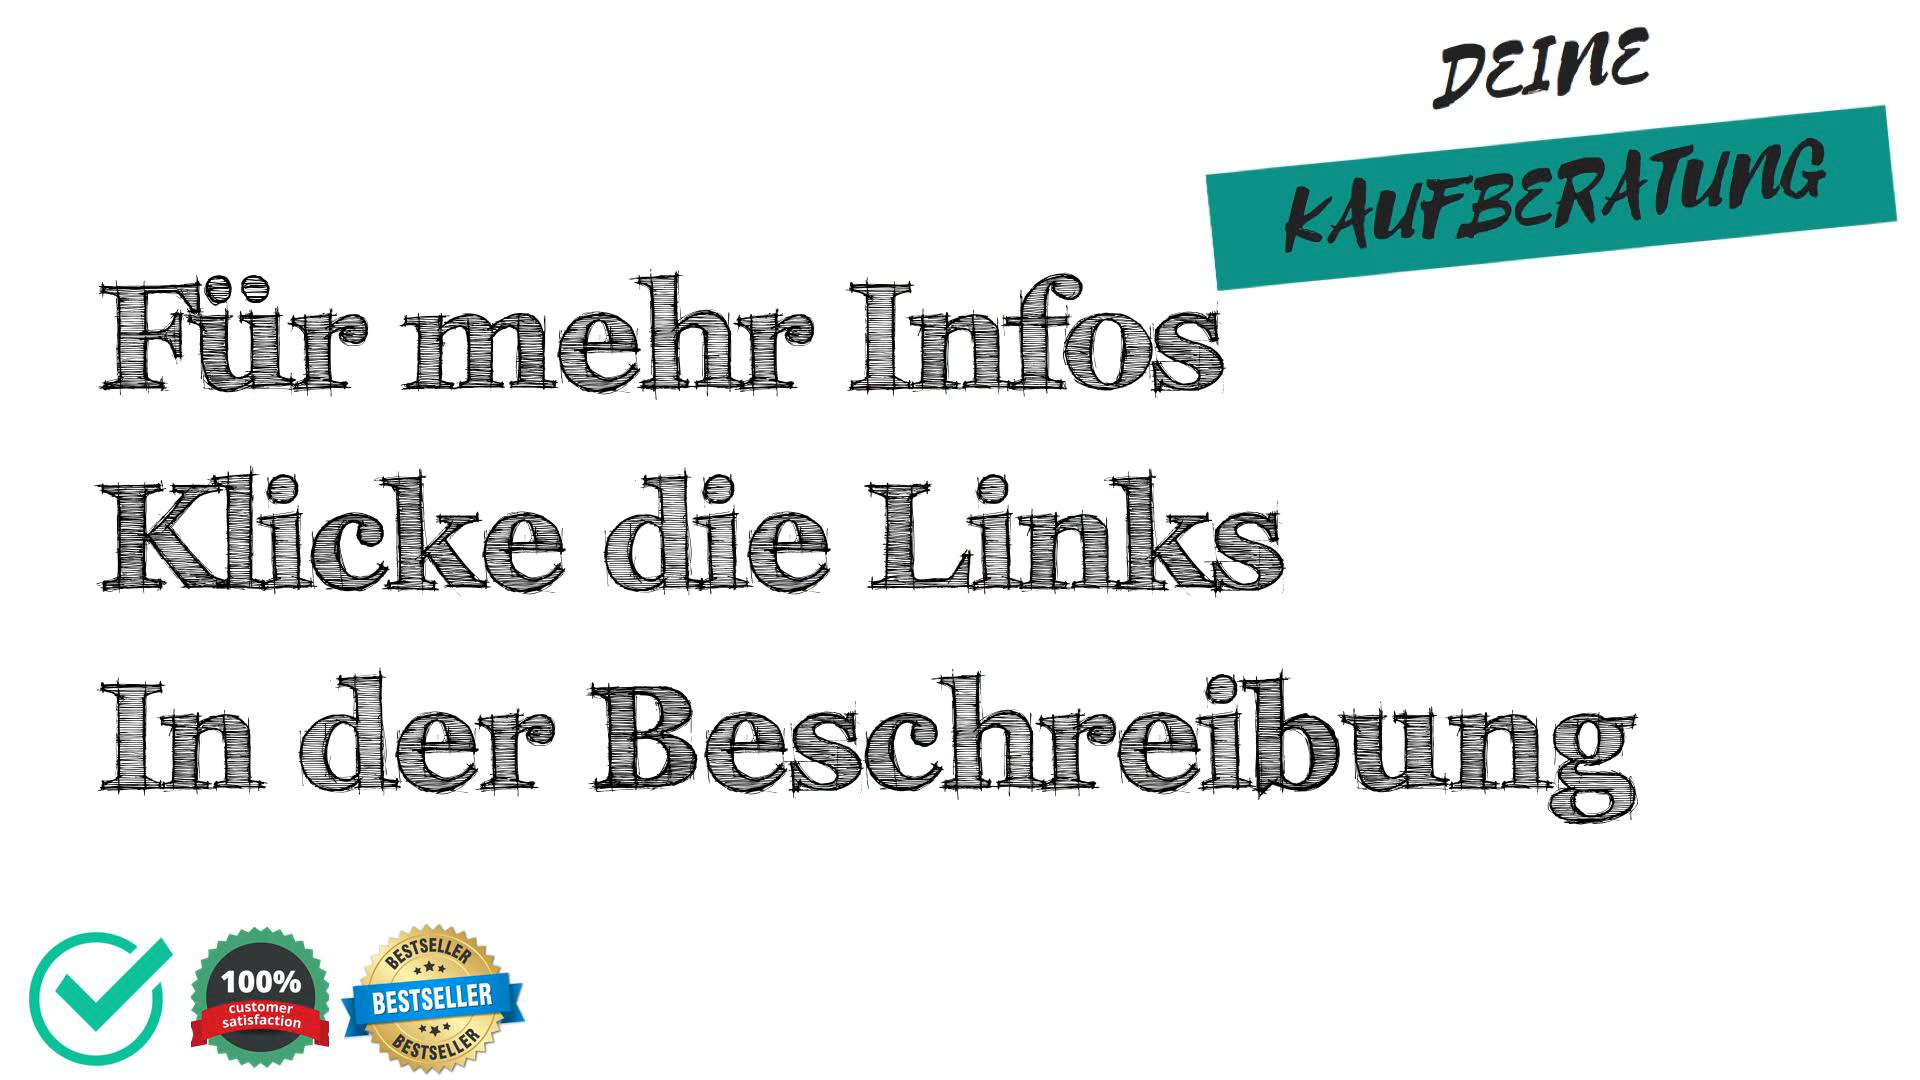 DEINE
KAUFBERATUNG
Für mehr Infos
Klicke die Links
In der Beschreibung
100%
customer
satisfaction
BESTSELLER
BESTSELLER
BESTSELLER